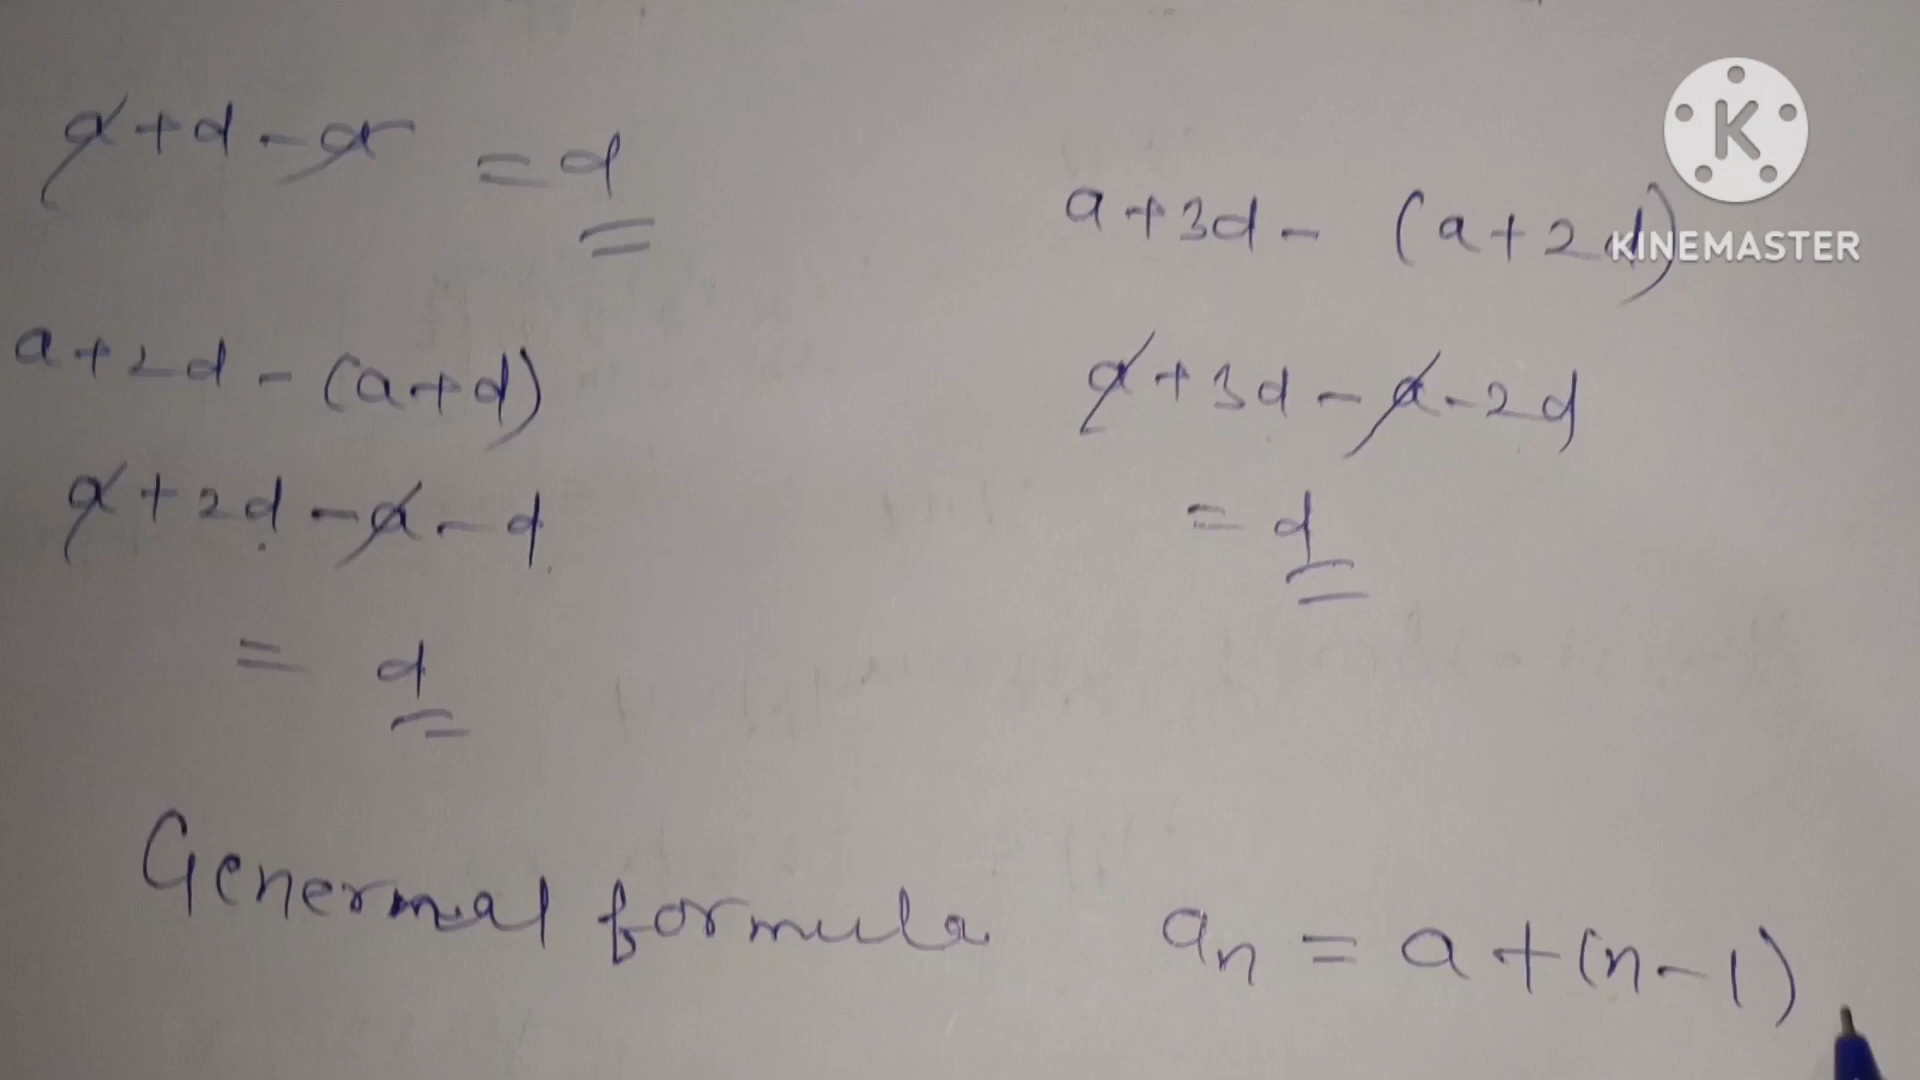 a+d-a = d
a+2d-(a+d)
a+2d-a-d
= d
a+3d-(a+2d)
a+3d-a-2d
= d
K
KINEMASTER
Genermal formula aₙ = a+(n-1)